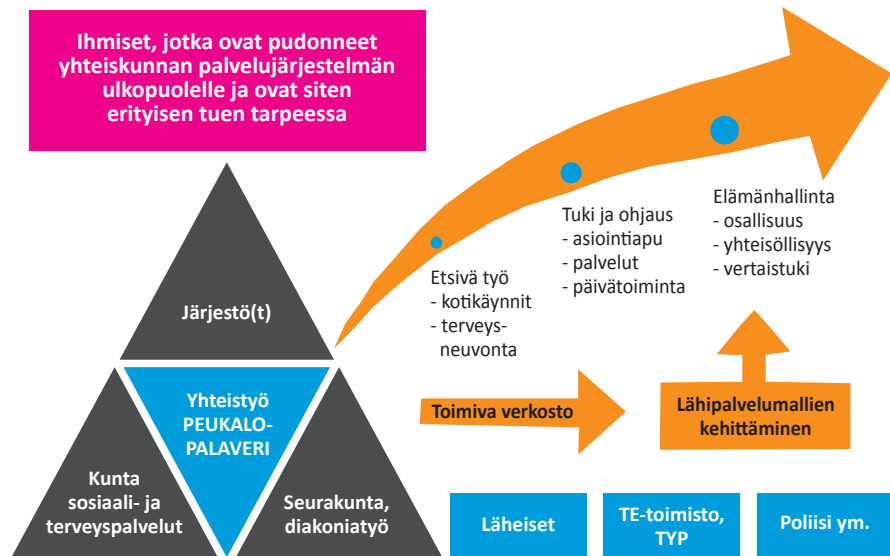 Ihmiset, jotka ovat pudonneet
yhteiskunnan palvelujärjestelmän
ulkopuolelle ja ovat siten
erityisen tuen tarpeessa
Järjestö(t)
Yhteistyö
PEUKALO-
PALAVERI
Kunta
sosiaali- ja
terveyspalvelut
Seurakunta,
diakoniatyö
Etsivä työ
- kotikäynnit
- terveys-
neuvonta
Tuki ja ohjaus
- asiointiapu
- palvelut
- päivätoiminta
Elämänhallinta
- osallisuus
- yhteisöllisyys
- vertaistuki
Toimiva verkosto
Lähipalvelumallien
kehittäminen
Läheiset
TE-toimisto,
TYP
Poliisi ym.